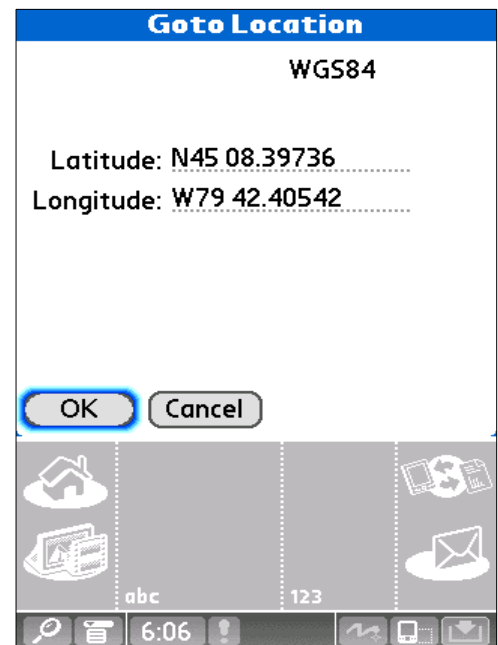 Goto Location
WGS84
Latitude: N45 08.39736
Longitude: W79 42.40542
OK Cancel
abc 123
6:06